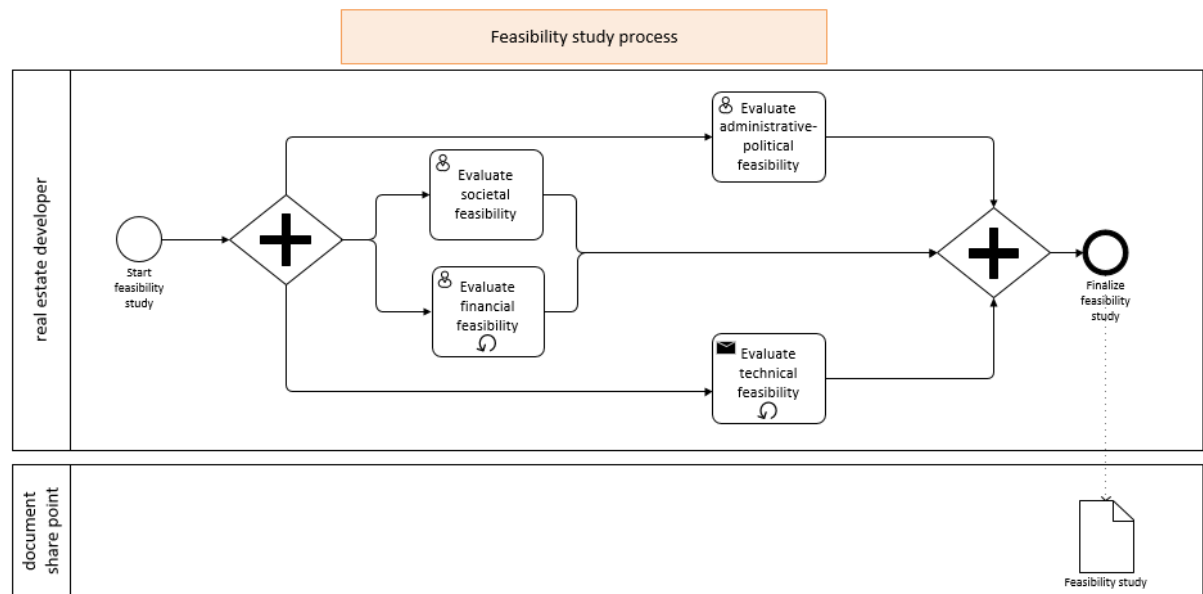 Feasibility study process
real estate developer
Start
feasibility
study
Evaluate
societal
feasibility
Evaluate
financial
feasibility
Evaluate
administrative-
political
feasibility
Evaluate
technical
feasibility
Finalize
feasibility
study
document
share point
Feasibility study